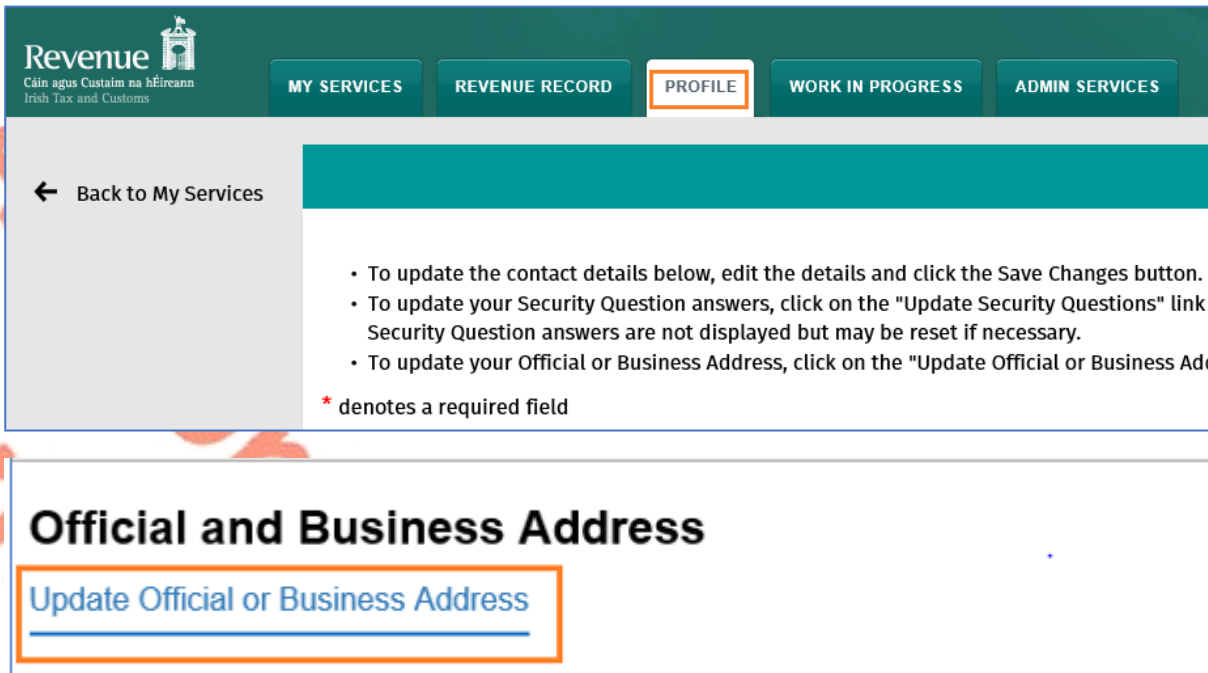 Revenue
Cáin agus Custaim na hÉireann
Irish Tax and Customs
MY SERVICES
REVENUE RECORD
PROFILE
WORK IN PROGRESS
ADMIN SERVICES
← Back to My Services
• To update the contact details below, edit the details and click the Save Changes button.
• To update your Security Question answers, click on the "Update Security Questions" link
Security Question answers are not displayed but may be reset if necessary.
• To update your Official or Business Address, click on the "Update Official or Business
* denotes a required field
Official and Business Address
Update Official or Business Address